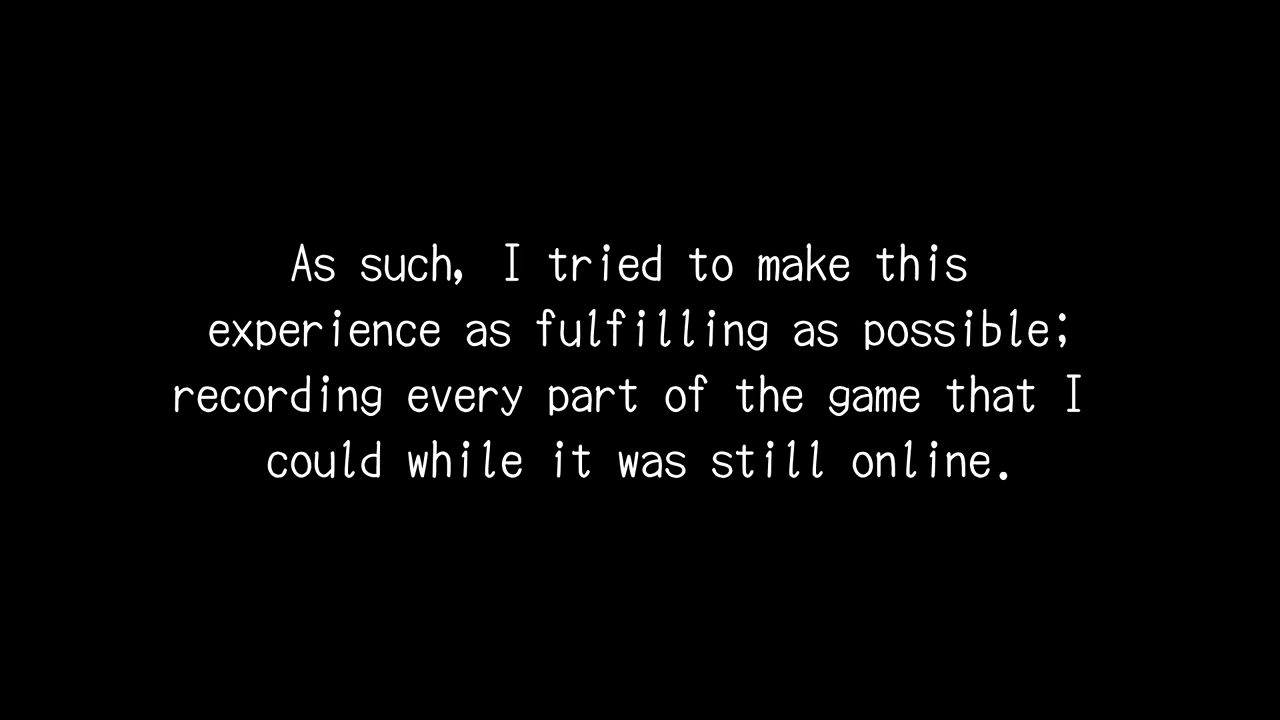 As such, I tried to make this
experience as fulfilling as possible;
recording every part of the game that I
could while it was still online.